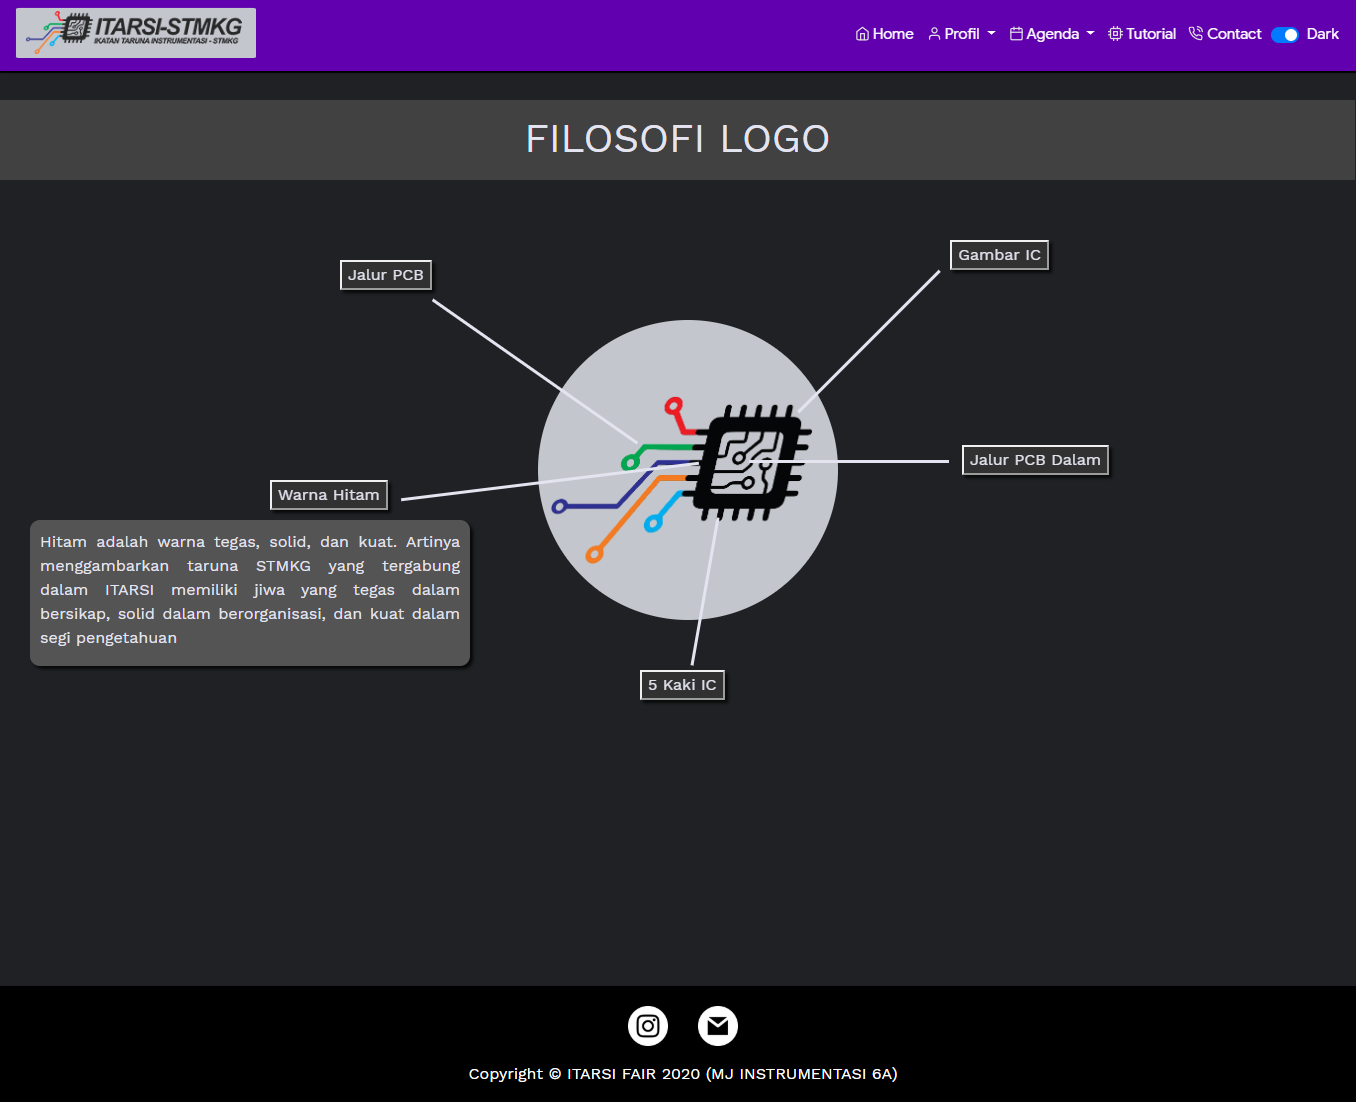 ITARSI-STMKG
IKATAN TARUNA INSTRUMENTASI - STMKG
Home Profil Agenda Tutorial Contact Dark
FILOSOFI LOGO
Gambar IC
Jalur PCB
Jalur PCB Dalam
Warna Hitam
Hitam adalah warna tegas, solid, dan kuat. Artinya
menggambarkan taruna STMKG yang tergabung
dalam ITARSI memiliki jiwa yang tegas dalam
bersikap, solid dalam berorganisasi, dan kuat dalam
segi pengetahuan
5 Kaki IC
Copyright © ITARSI FAIR 2020 (MJ INSTRUMENTASI 6A)